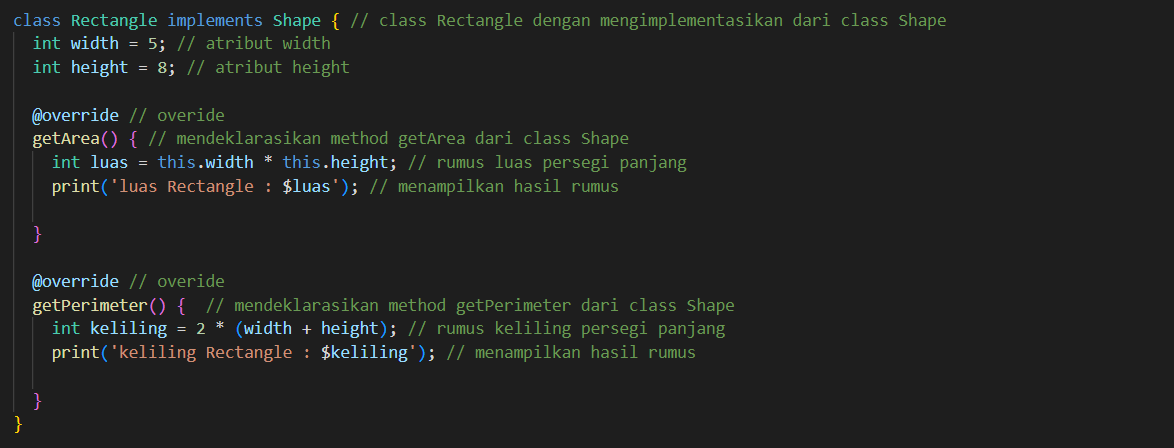 class Rectangle implements Shape { // class Rectangle dengan mengimplementasikan dari class Shape
  int width = 5; // atribut width
  int height = 8; // atribut height

  @override // overide
  getArea() { // mendeklarasikan method getArea dari class Shape
    int luas = this.width * this.height; // rumus luas persegi panjang
    print('luas Rectangle : $luas'); // menampilkan hasil rumus

  }

  @override // overide
  getPerimeter() {  // mendeklarasikan method getPerimeter dari class Shape
    int keliling = 2 * (width + height); // rumus keliling persegi panjang
    print('keliling Rectangle : $keliling'); // menampilkan hasil rumus

  }
}